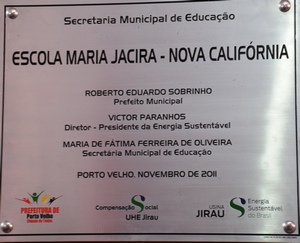 Secretaria Municipal de Educação
ESCOLA MARIA JACIRA - NOVA CALIFÓRNIA
ROBERTO EDUARDO SOBRINHO
Prefeito Municipal
VICTOR PARANHOS
Diretor - Presidente da Energia Sustentável
MARIA DE FÁTIMA FERREIRA DE OLIVEIRA
Secretária Municipal de Educação
PORTO VELHO, NOVEMBRO DE 2011
PREFEITURA DE
Porto Velho
Compensação Social
UHE Jirau
USINA
JIRAU
Energia
Sustentável
do Brasil